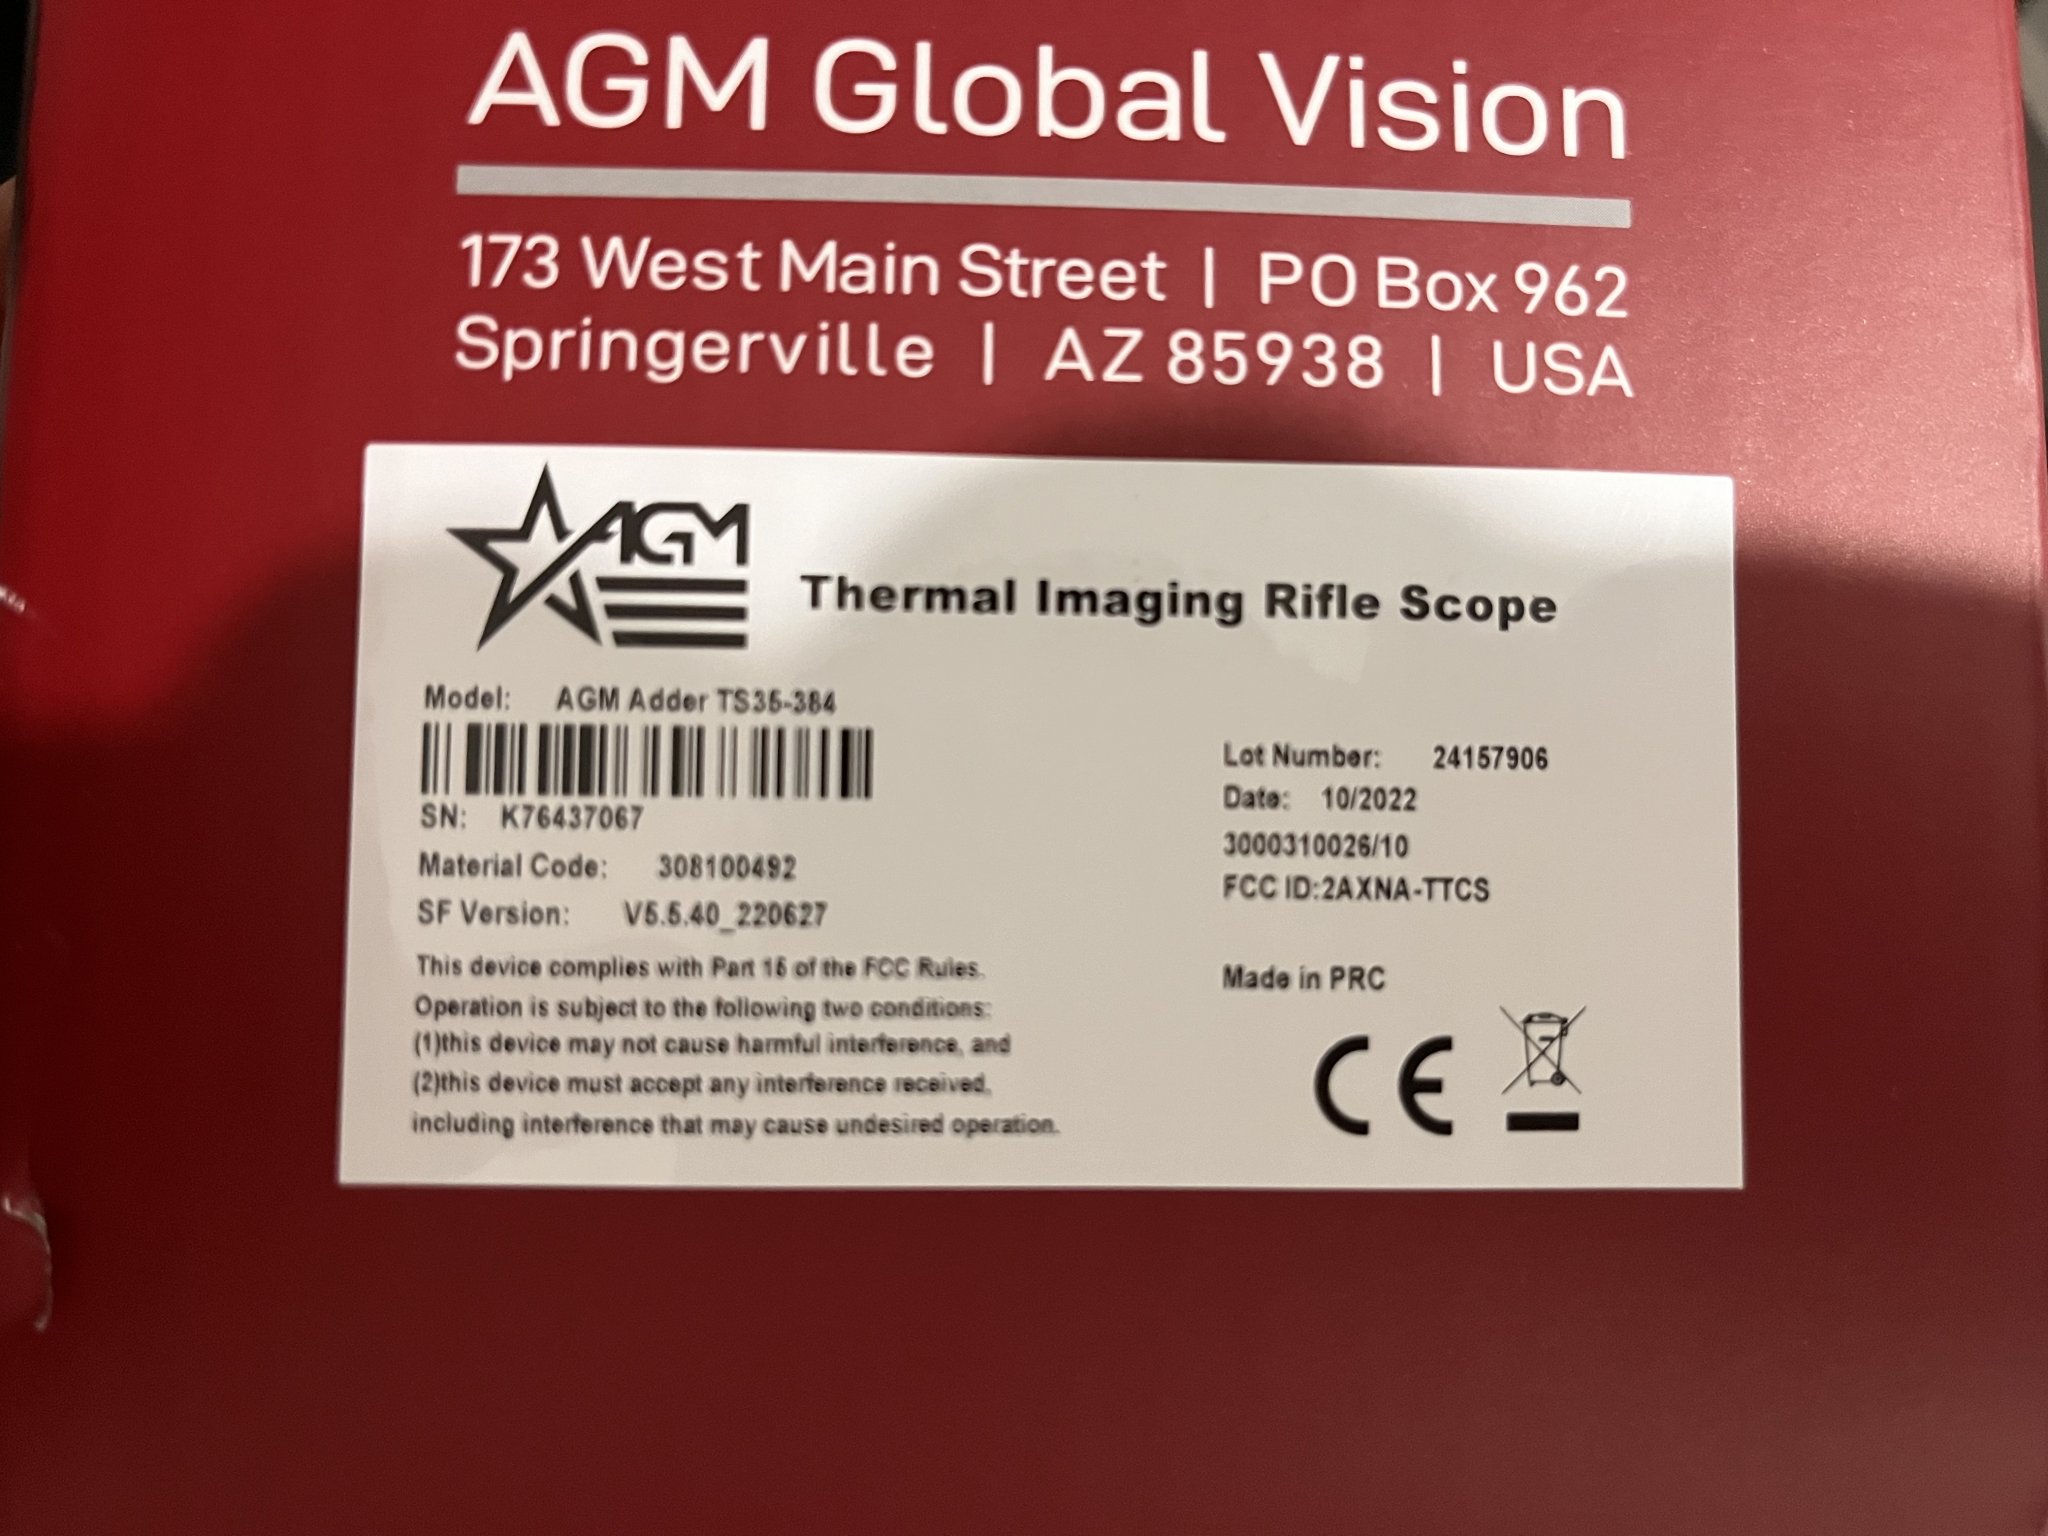 AGM Global Vision
173 West Main Street | PO Box 962
Springerville | AZ 85938 | USA
AGM
Thermal Imaging Rifle Scope
Model: AGM Adder TS35-384
SN: K76437067
Material Code: 308100492
SF Version: V5.5.40_220627
This device complies with Part 15 of the FCC Rules.
Operation is subject to the following two conditions:
(1)this device may not cause harmful interference, and
(2)this device must accept any interference received,
including interference that may cause undesired operation.
Lot Number: 24157906
Date: 10/2022
3000310026/10
FCC ID:2AXNA-TTCS
Made in PRC
CE